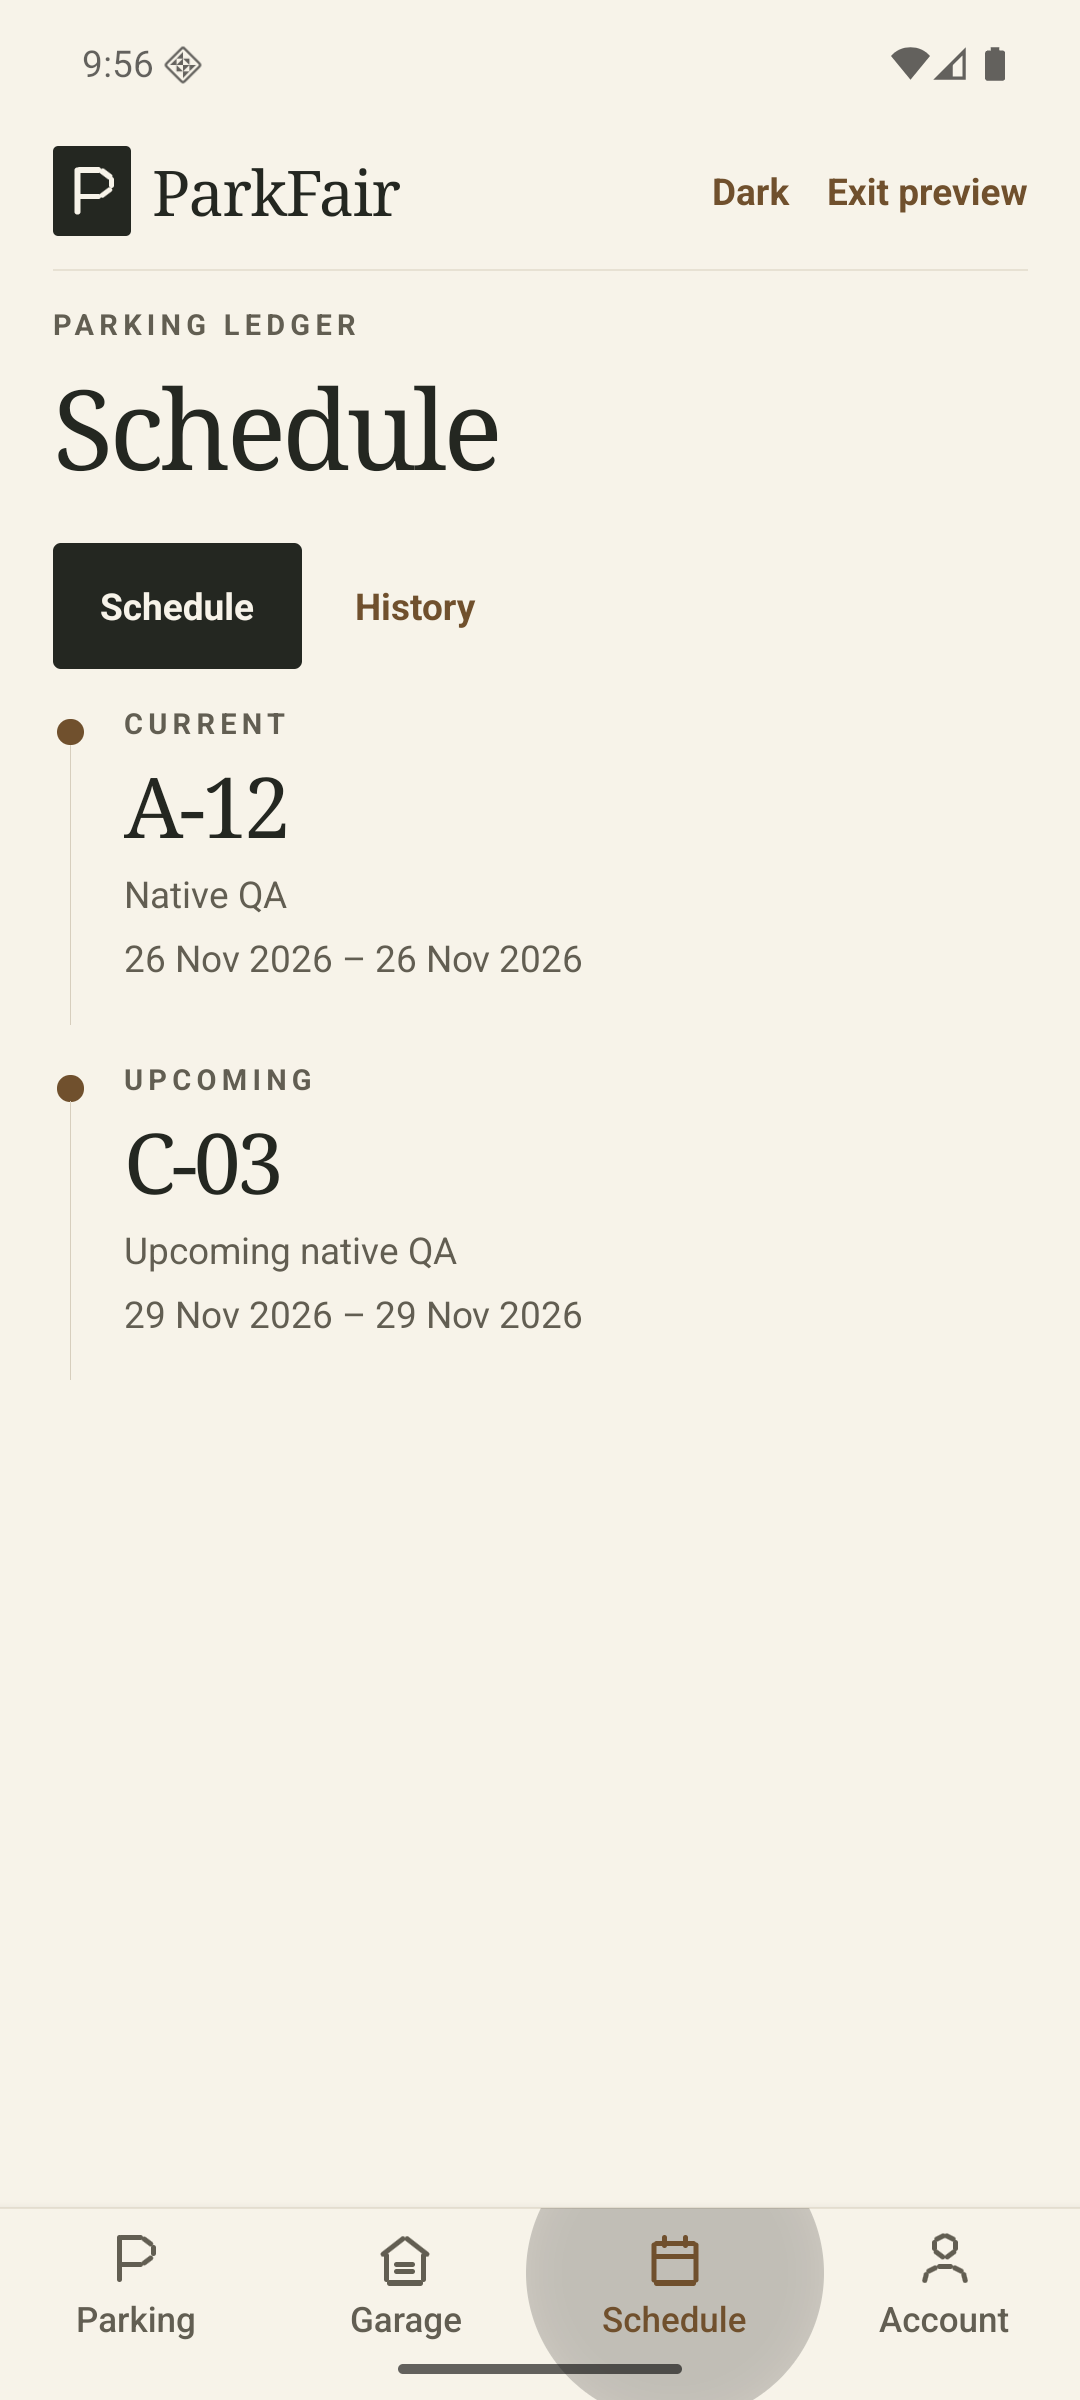 9:56
ParkFair
Dark Exit preview
PARKING LEDGER
Schedule
Schedule
History
CURRENT
A-12
Native QA
26 Nov 2026 – 26 Nov 2026
UPCOMING
C-03
Upcoming native QA
29 Nov 2026 – 29 Nov 2026
Parking
Garage
Schedule
Account